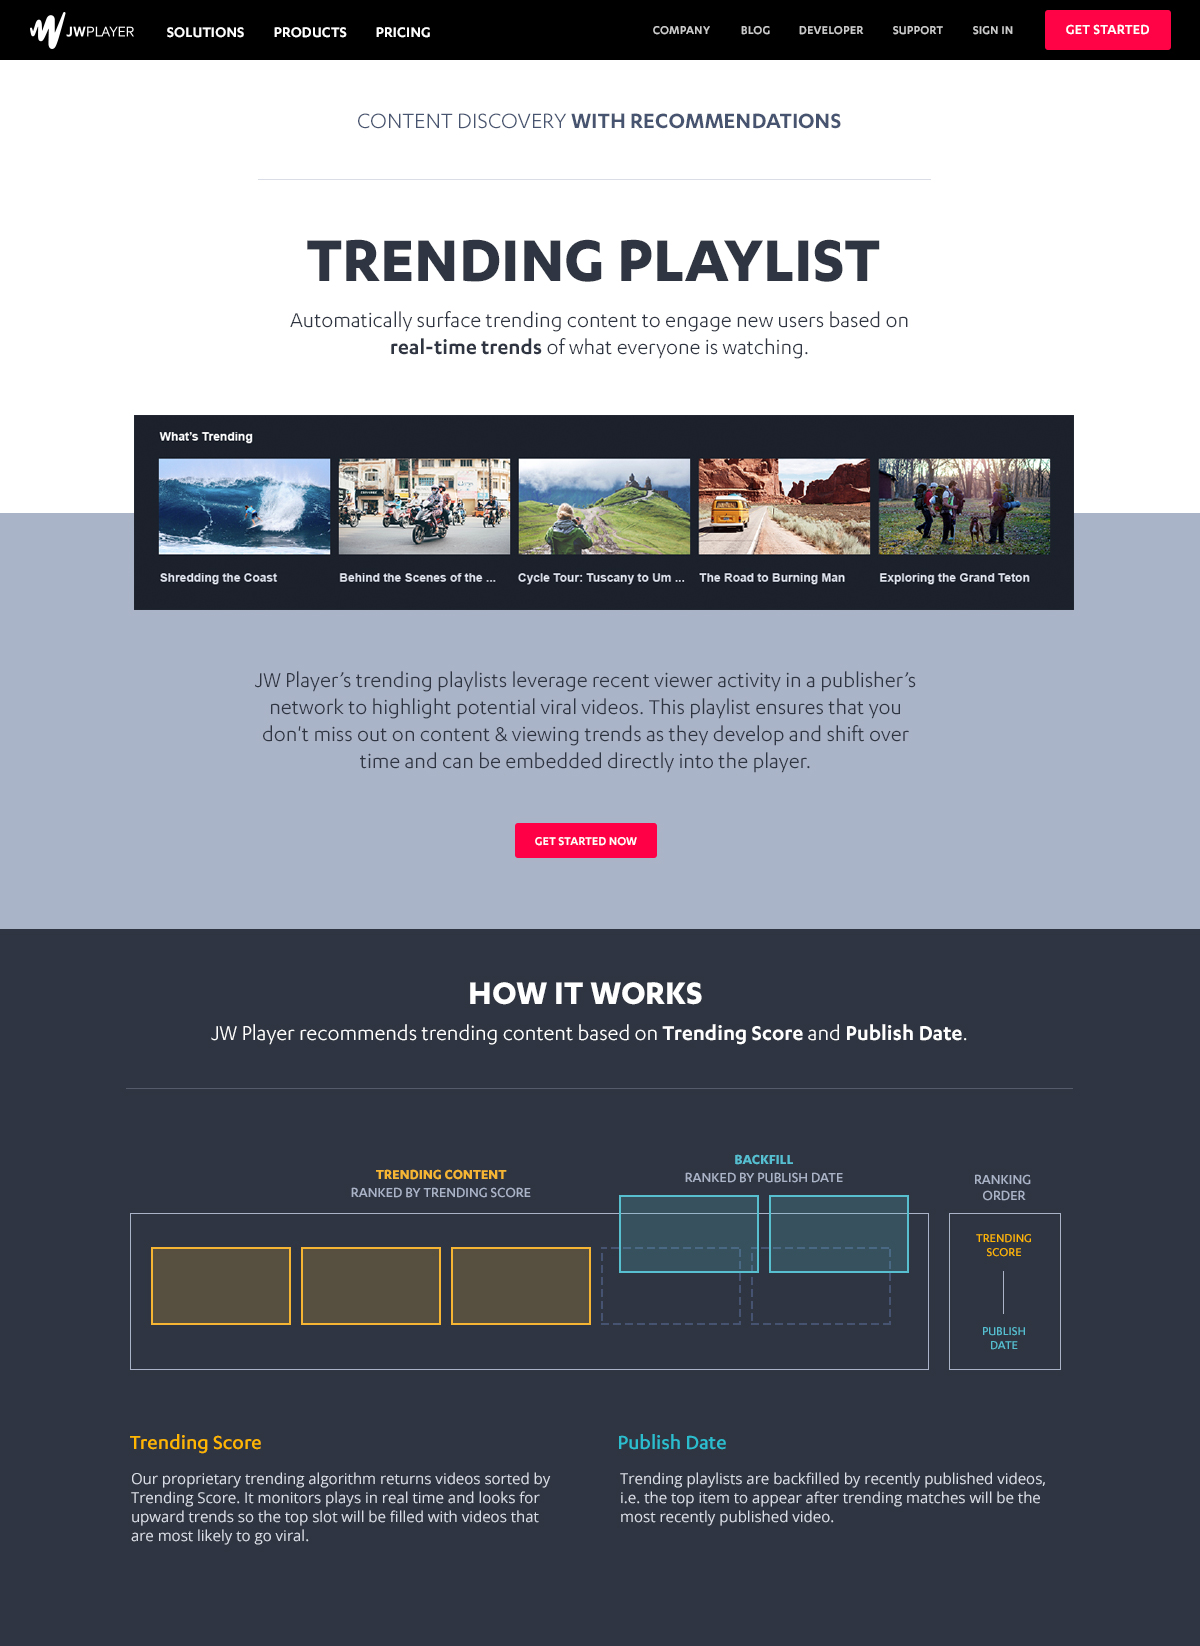 JWPLAYER
SOLUTIONS PRODUCTS PRICING
COMPANY BLOG DEVELOPER SUPPORT SIGN IN GET STARTED
CONTENT DISCOVERY WITH RECOMMENDATIONS
TRENDING PLAYLIST
Automatically surface trending content to engage new users based on
real-time trends of what everyone is watching.
What's Trending
Shredding the Coast
Behind the Scenes of the ...
Cycle Tour: Tuscany to Um ...
The Road to Burning Man
Exploring the Grand Teton
JW Player’s trending playlists leverage recent viewer activity in a publisher’s
network to highlight potential viral videos. This playlist ensures that you
don't miss out on content & viewing trends as they develop and shift over
time and can be embedded directly into the player.
GET STARTED NOW
HOW IT WORKS
JW Player recommends trending content based on Trending Score and Publish Date.
TRENDING CONTENT
RANKED BY TRENDING SCORE
BACKFILL
RANKED BY PUBLISH DATE
RANKING
ORDER
TRENDING
SCORE
PUBLISH
DATE
Trending Score
Our proprietary trending algorithm returns videos sorted by
Trending Score. It monitors plays in real time and looks for
upward trends so the top slot will be filled with videos that
are most likely to go viral.
Publish Date
Trending playlists are backfilled by recently published videos,
i.e. the top item to appear after trending matches will be the
most recently published video.